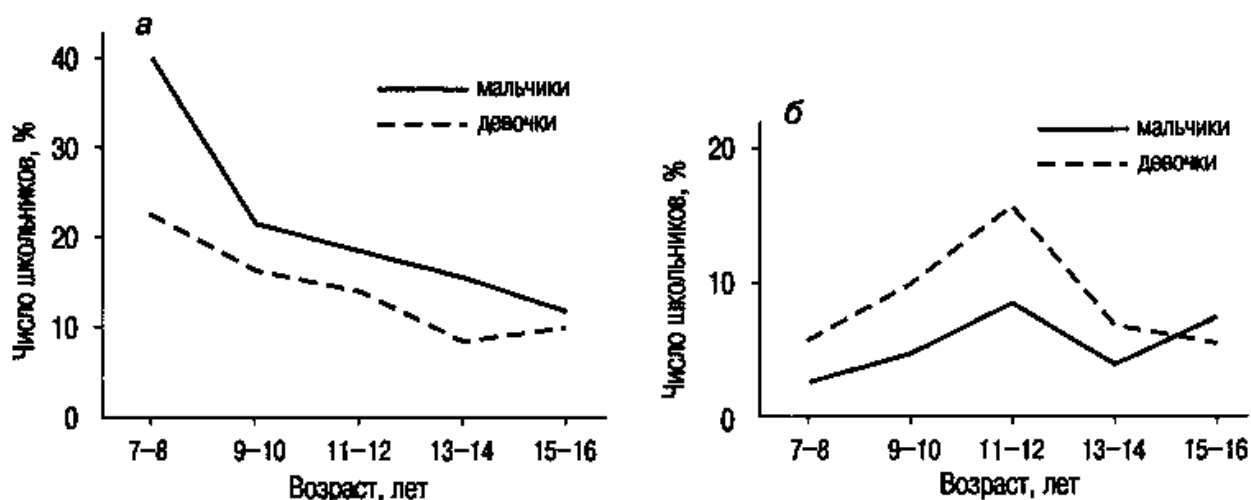 а
Число школьников, %
40
30
20
10
0
мальчики
девочки
7–8
9–10
11–12
13–14
15–16
Возраст, лет
б
Число школьников, %
20
10
0
мальчики
девочки
7–8
9–10
11–12
13–14
15–16
Возраст, лет